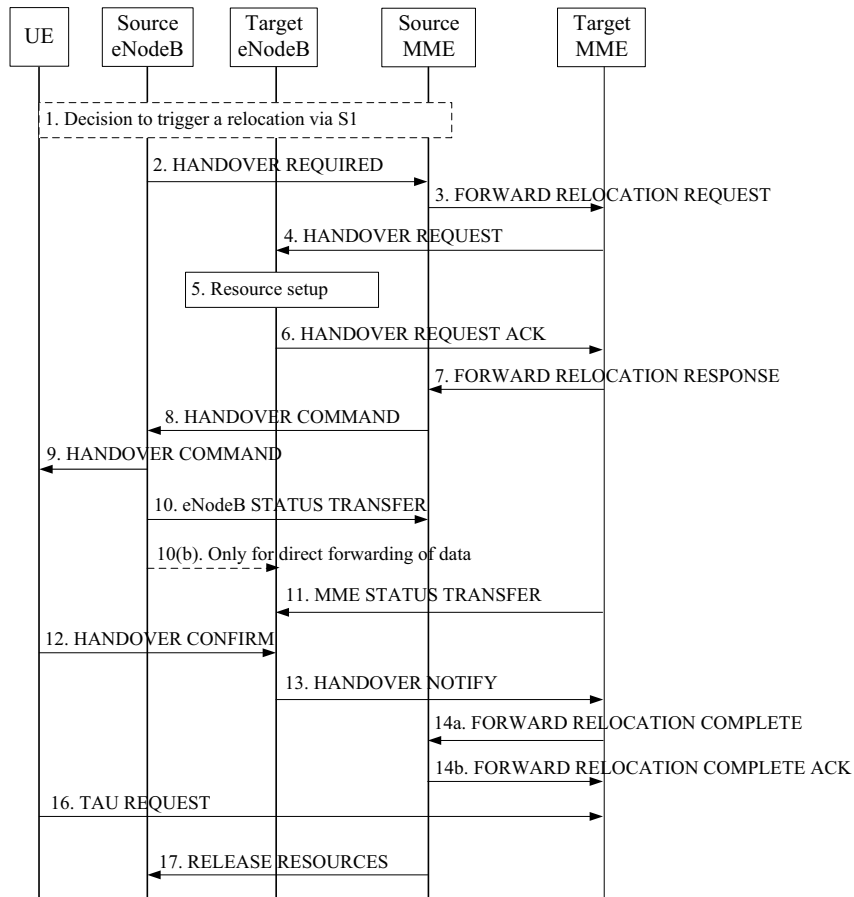 UE
Source
eNodeB
Target
eNodeB
Source
MME
Target
MME
1. Decision to trigger a relocation via S1
2. HANDOVER REQUIRED
3. FORWARD RELOCATION REQUEST
4. HANDOVER REQUEST
5. Resource setup
6. HANDOVER REQUEST ACK
7. FORWARD RELOCATION RESPONSE
8. HANDOVER COMMAND
9. HANDOVER COMMAND
10. eNodeB STATUS TRANSFER
10(b). Only for direct forwarding of data
11. MME STATUS TRANSFER
12. HANDOVER CONFIRM
13. HANDOVER NOTIFY
14a. FORWARD RELOCATION COMPLETE
14b. FORWARD RELOCATION COMPLETE ACK
16. TAU REQUEST
17. RELEASE RESOURCES